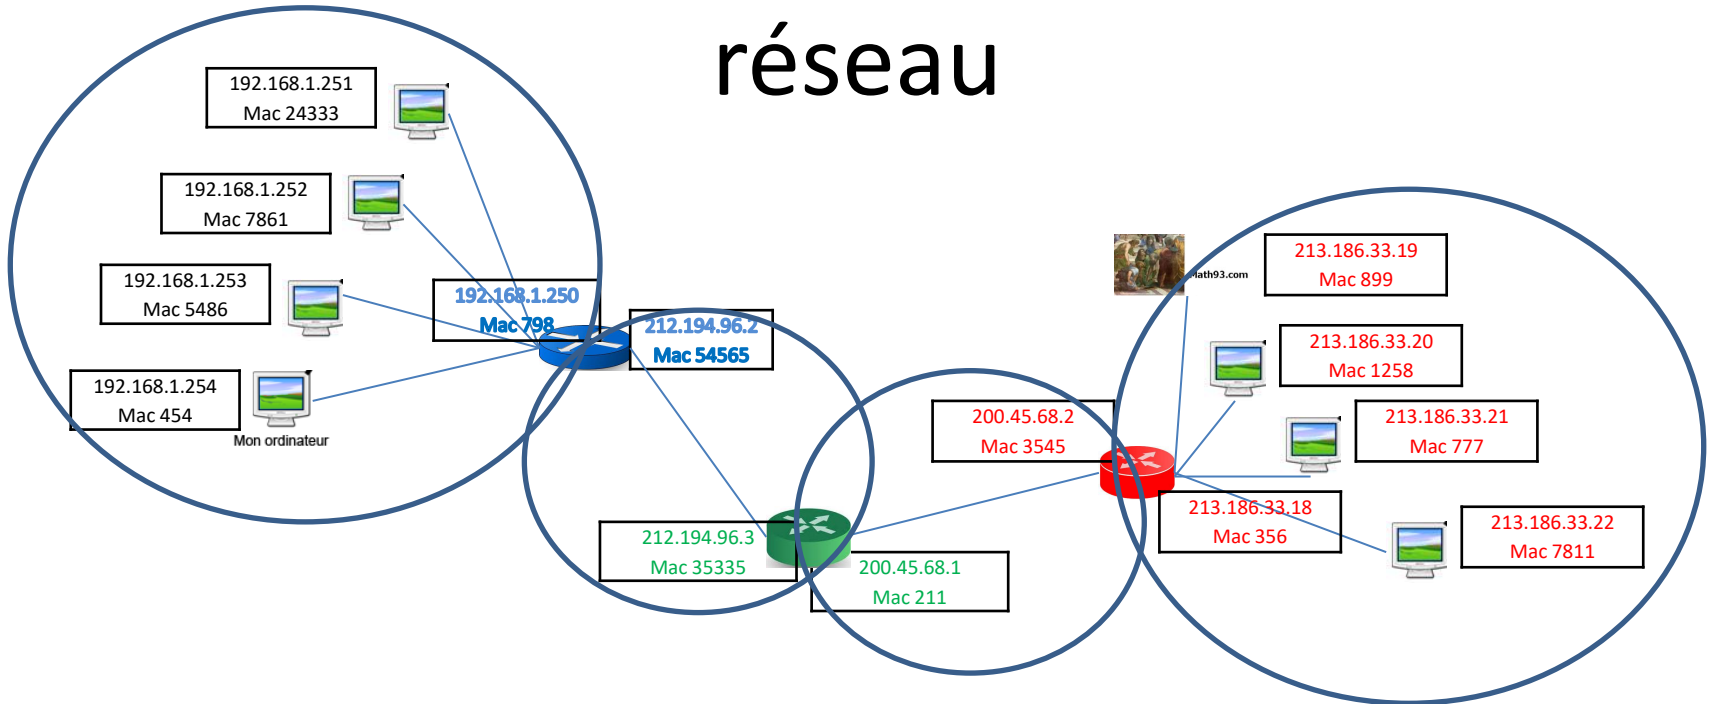 réseau
192.168.1.251
Mac 24333
192.168.1.252
Mac 7861
192.168.1.253
Mac 5486
192.168.1.254
Mac 454
Mon ordinateur
192.168.1.250
Mac 798
212.194.96.2
Mac 54565
212.194.96.3
Mac 35335
200.45.68.1
Mac 211
200.45.68.2
Mac 3545
213.186.33.18
Mac 356
Math93.com
213.186.33.19
Mac 899
213.186.33.20
Mac 1258
213.186.33.21
Mac 777
213.186.33.22
Mac 7811